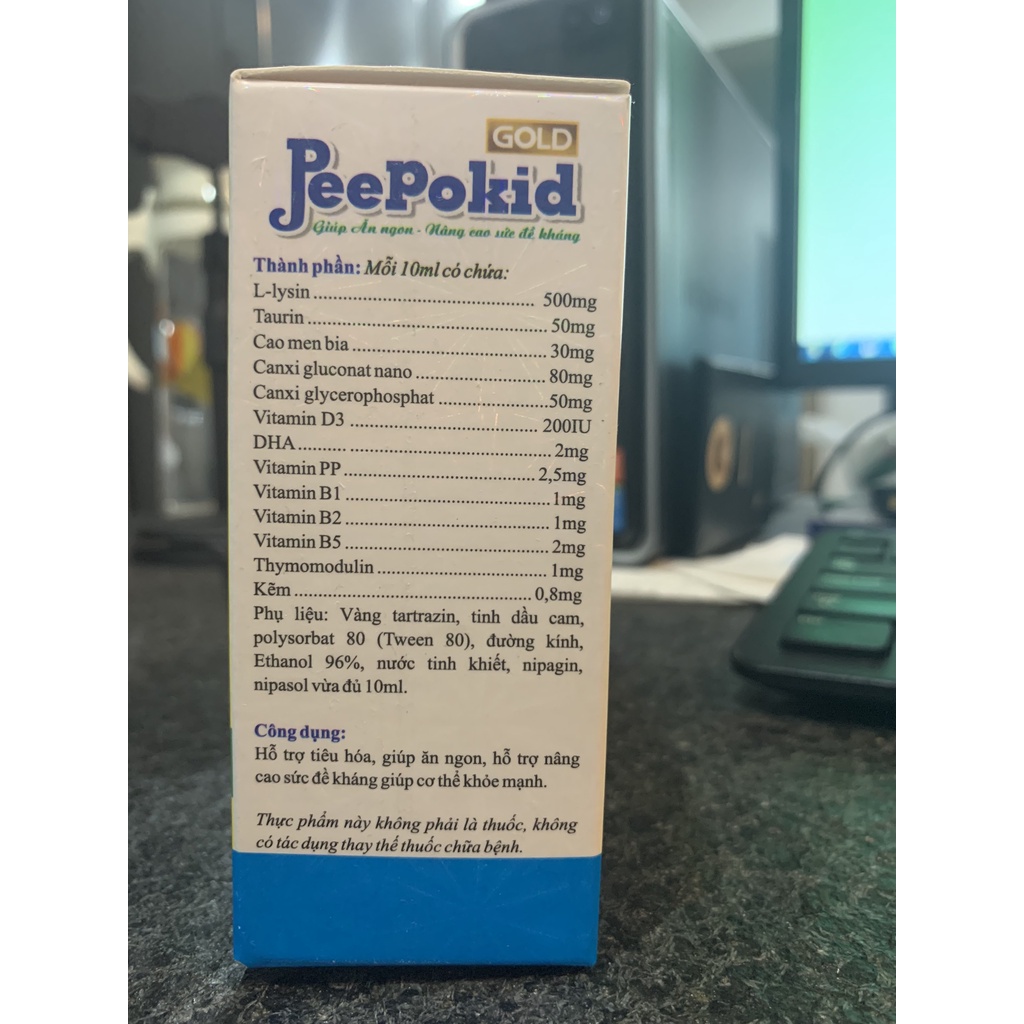 GOLD
PeePokid
Giúp Ăn ngon - Nâng cao sức đề kháng
Thành phần: Mỗi 10ml có chứa:
L-lysin ........................................... 500mg
Taurin ............................................... 50mg
Cao men bia ...................................... 30mg
Canxi gluconat nano ......................... 80mg
Canxi glycerophosphat ..................... 50mg
Vitamin D3 ..................................... 200IU
DHA ................................................... 2mg
Vitamin PP ...................................... 2,5mg
Vitamin B1 ........................................ 1mg
Vitamin B2 ........................................ 1mg
Vitamin B5 ........................................ 2mg
Thymomodulin ................................. 1mg
Kẽm ............................................... 0,8mg
Phụ liệu: Vàng tartrazin, tinh dầu cam,
polysorbat 80 (Tween 80), đường kính,
Ethanol 96%, nước tinh khiết, nipagin,
nipasol vừa đủ 10ml.
Công dụng:
Hỗ trợ tiêu hóa, giúp ăn ngon, hỗ trợ nâng
cao sức đề kháng giúp cơ thể khỏe mạnh.
Thực phẩm này không phải là thuốc, không
có tác dụng thay thế thuốc chữa bệnh.